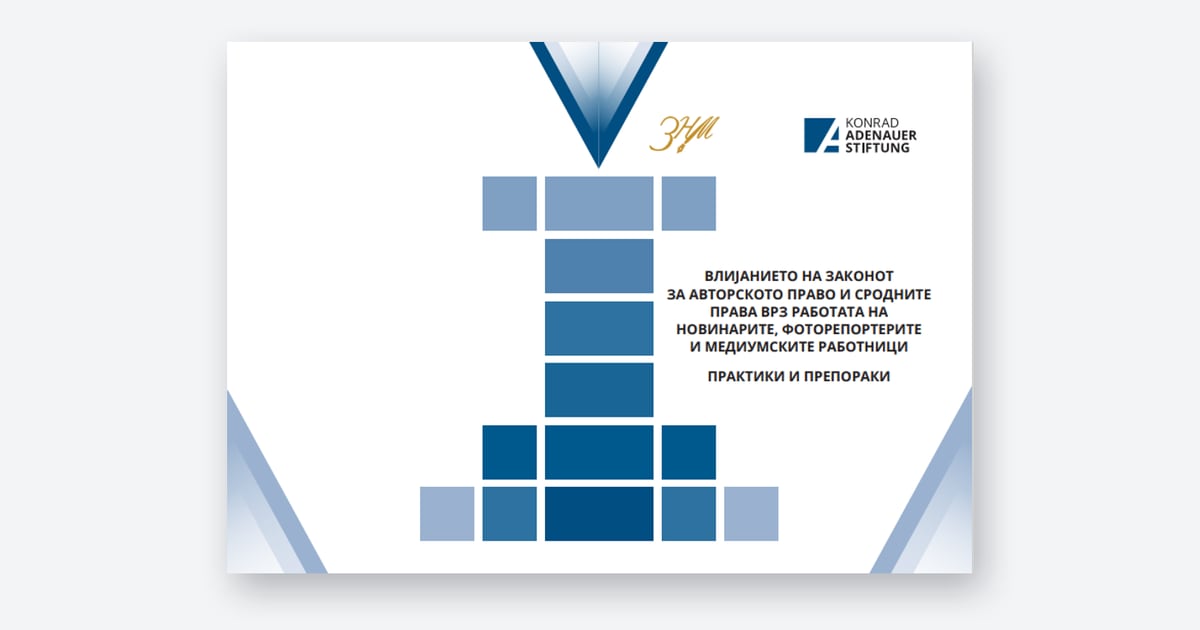 ЗНМ
KONRAD
ADENAUER
STIFTUNG
ВЛИЈАНИЕТО НА ЗАКОНОТ
ЗА АВТОРСКОТО ПРАВО И СРОДНИТЕ
ПРАВА ВРЗ РАБОТАТА НА
НОВИНАРИТЕ, ФОТОРЕПОРТЕРИТЕ
И МЕДИУМСКИТЕ РАБОТНИЦИ
ПРАКТИКИ И ПРЕПОРАКИ